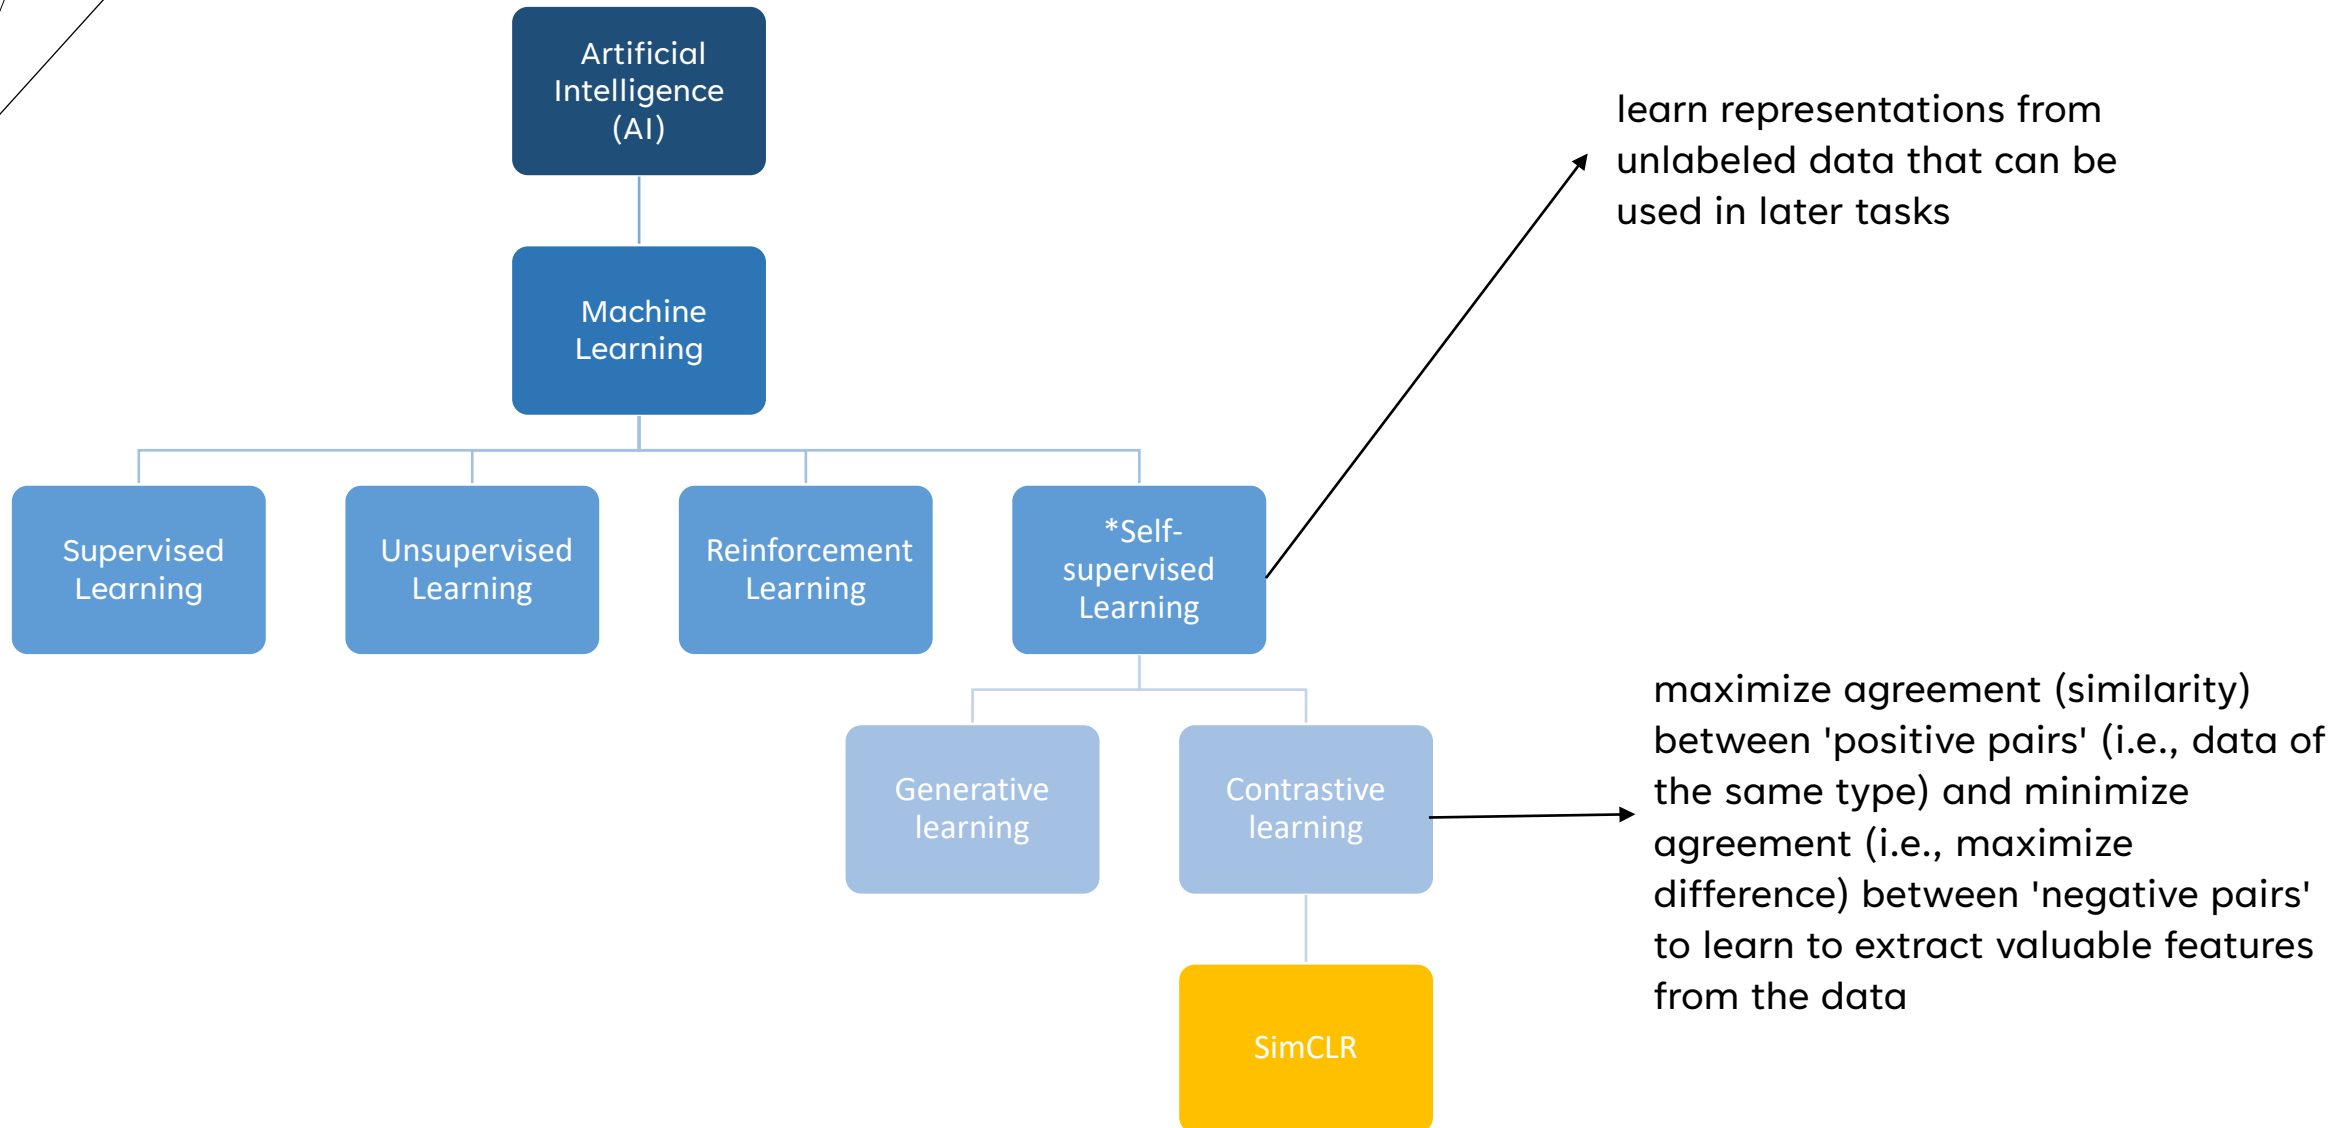 Artificial
Intelligence
(AI)
learn representations from
unlabeled data that can be
used in later tasks
Machine
Learning
Supervised
Learning
Unsupervised
Learning
Reinforcement
Learning
*Self-
supervised
Learning
Generative
learning
Contrastive
learning
maximize agreement (similarity)
between 'positive pairs' (i.e., data of
the same type) and minimize
agreement (i.e., maximize
difference) between 'negative pairs'
to learn to extract valuable features
from the data
SimCLR